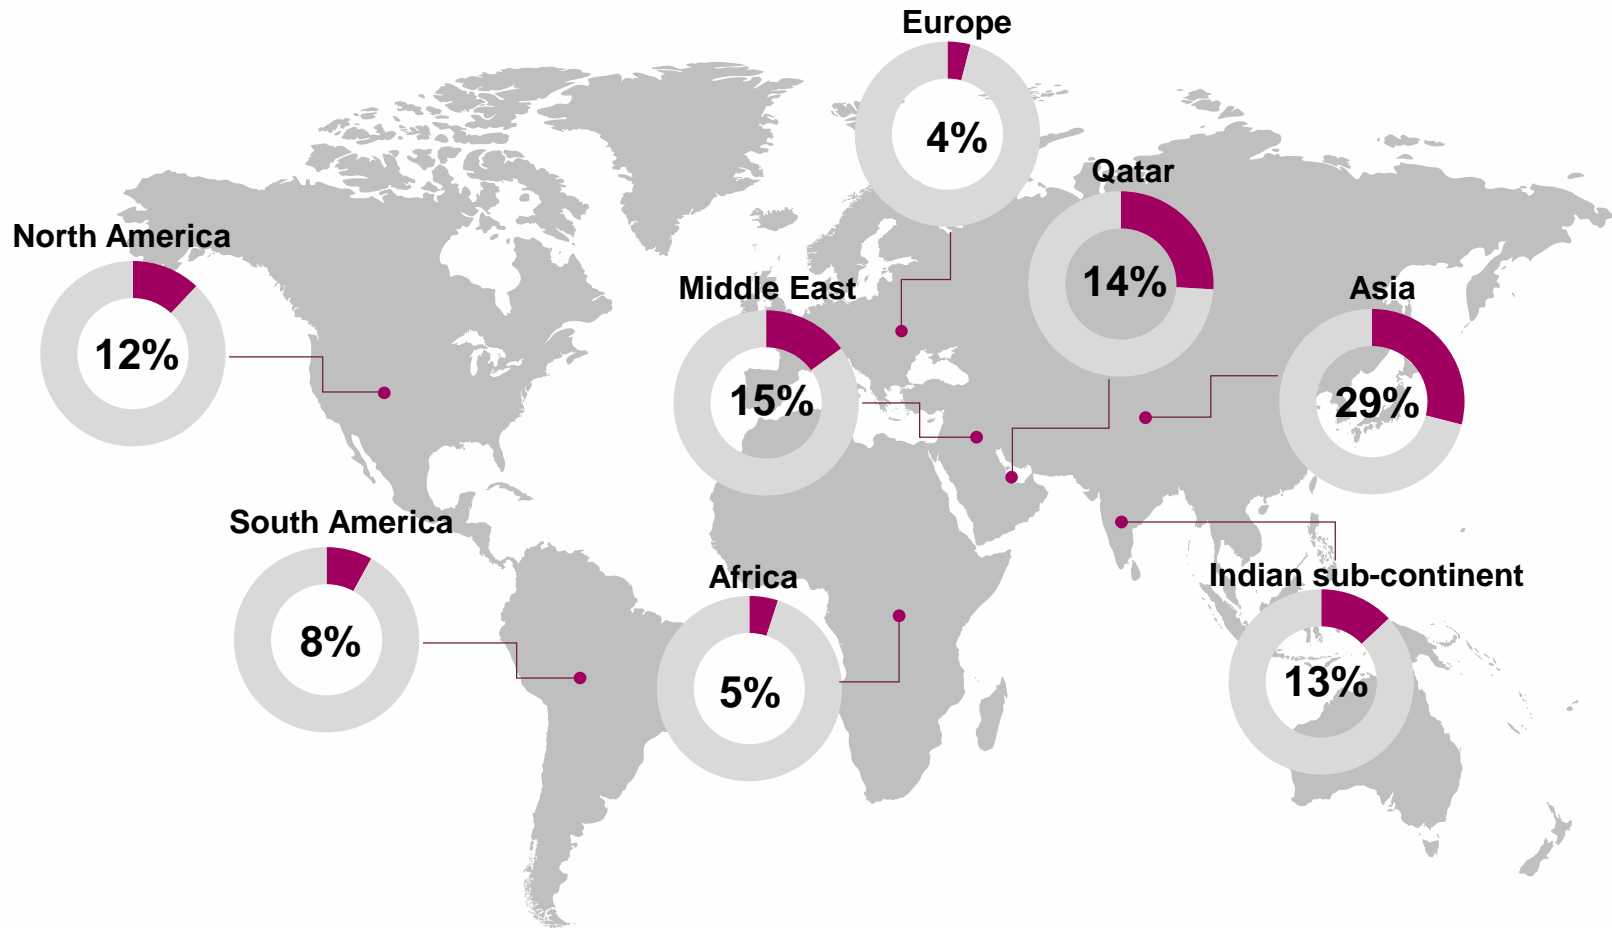 Europe
4%
Qatar
14%
North America
12%
Middle East
15%
Asia
29%
South America
8%
Africa
5%
Indian sub-continent
13%